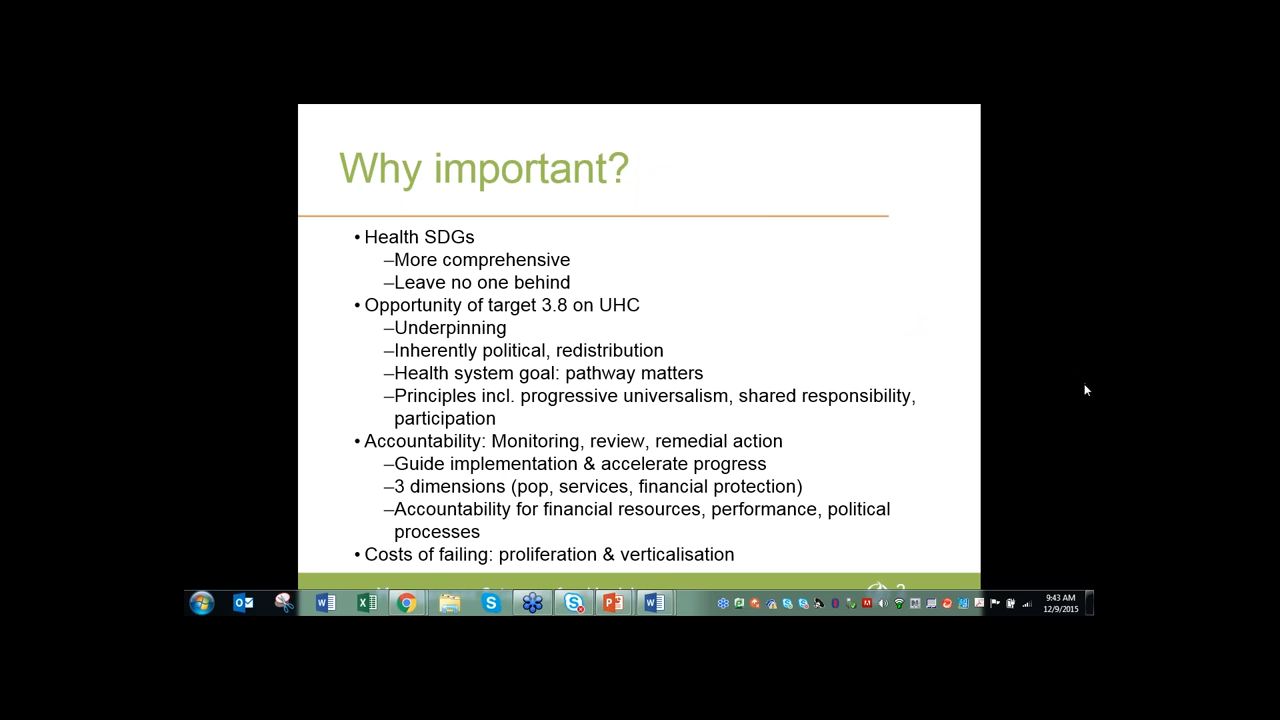 Why important?
• Health SDGs
–More comprehensive
–Leave no one behind
• Opportunity of target 3.8 on UHC
–Underpinning
–Inherently political, redistribution
–Health system goal: pathway matters
–Principles incl. progressive universalism, shared responsibility,
participation
• Accountability: Monitoring, review, remedial action
–Guide implementation & accelerate progress
–3 dimensions (pop, services, financial protection)
–Accountability for financial resources, performance, political
processes
• Costs of failing: proliferation & verticalisation
9:43 AM
12/9/2015